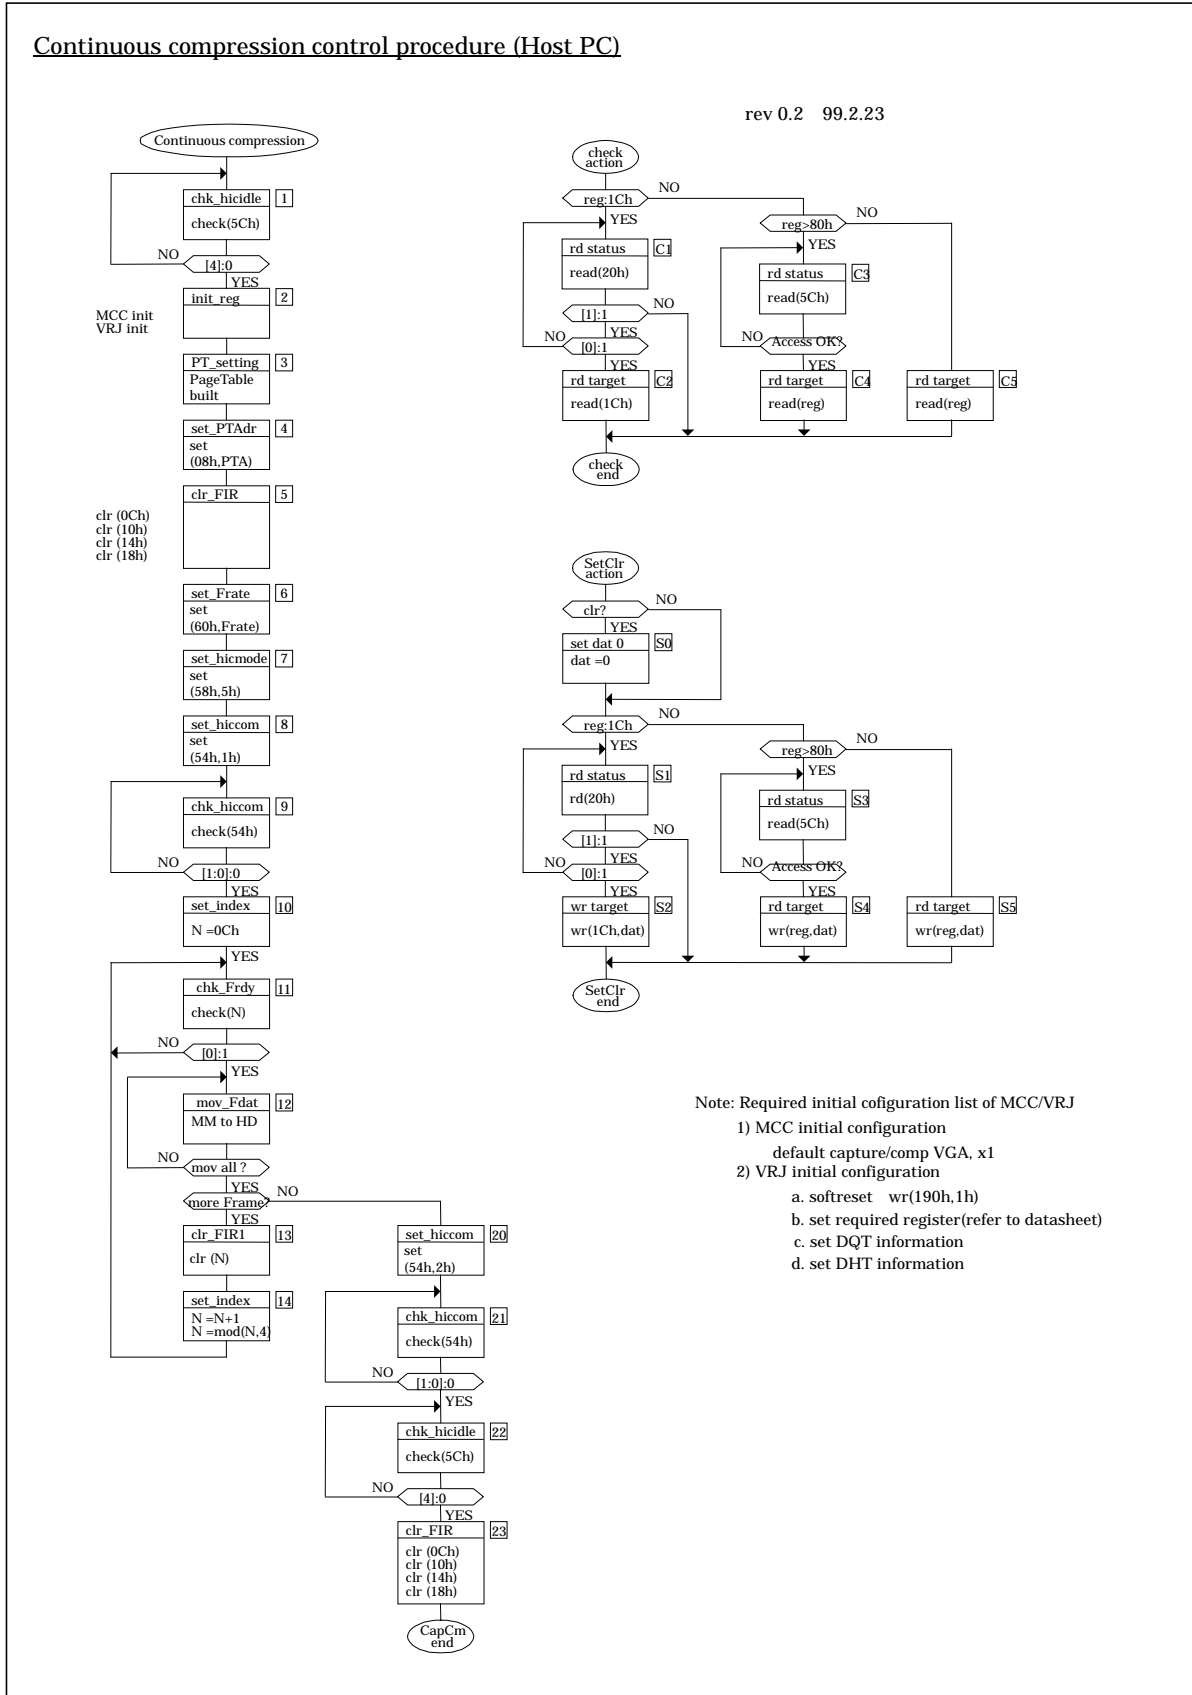 Continuous compression control procedure (Host PC)
rev 0.2 99.2.23
Continuous compression
chk_hicidle
1
check(5Ch)
NO
[4]:0
YES
init_reg
2
MCC init
VRJ init
PT_setting
3
PageTable
built
set_PTAdr
4
set
(08h,PTA)
clr_FIR
5
clr (0Ch)
clr (10h)
clr (14h)
clr (18h)
set_Frate
6
set
(60h,Frate)
set_hicmode
7
set
(58h,5h)
set_hiccom
8
set
(54h,1h)
chk_hiccom
9
check(54h)
NO
[1:0]:0
YES
set_index
10
N =0Ch
YES
chk_Frdy
11
check(N)
NO
[0]:1
YES
mov_Fdat
12
MM to HD
NO
mov all ?
YES
more Frame?
NO
YES
clr_FIR1
13
clr (N)
set_index
14
N =N+1
N =mod(N,4)
set_hiccom
20
set
(54h,2h)
chk_hiccom
21
check(54h)
NO
[1:0]:0
YES
chk_hicidle
22
check(5Ch)
NO
[4]:0
YES
clr_FIR
23
clr (0Ch)
clr (10h)
clr (14h)
clr (18h)
CapCm
end
check
action
reg:1Ch
NO
YES
reg>80h
NO
YES
rd status
C1
read(20h)
rd status
C3
read(5Ch)
[1]:1
NO
YES
NO
[0]:1
YES
NO
Access OK?
YES
rd target
C2
read(1Ch)
rd target
C4
read(reg)
rd target
C5
read(reg)
check
end
SetClr
action
clr?
NO
YES
set dat 0
S0
dat =0
reg:1Ch
NO
YES
reg>80h
NO
YES
rd status
S1
rd(20h)
rd status
S3
read(5Ch)
[1]:1
NO
YES
NO
[0]:1
YES
NO
Access OK?
YES
wr target
S2
wr(1Ch,dat)
rd target
S4
wr(reg,dat)
rd target
S5
wr(reg,dat)
SetClr
end
Note: Required initial cofiguration list of MCC/VRJ
1) MCC initial configuration
default capture/comp VGA, x1
2) VRJ initial configuration
a. softreset wr(190h,1h)
b. set required register(refer to datasheet)
c. set DQT information
d. set DHT information